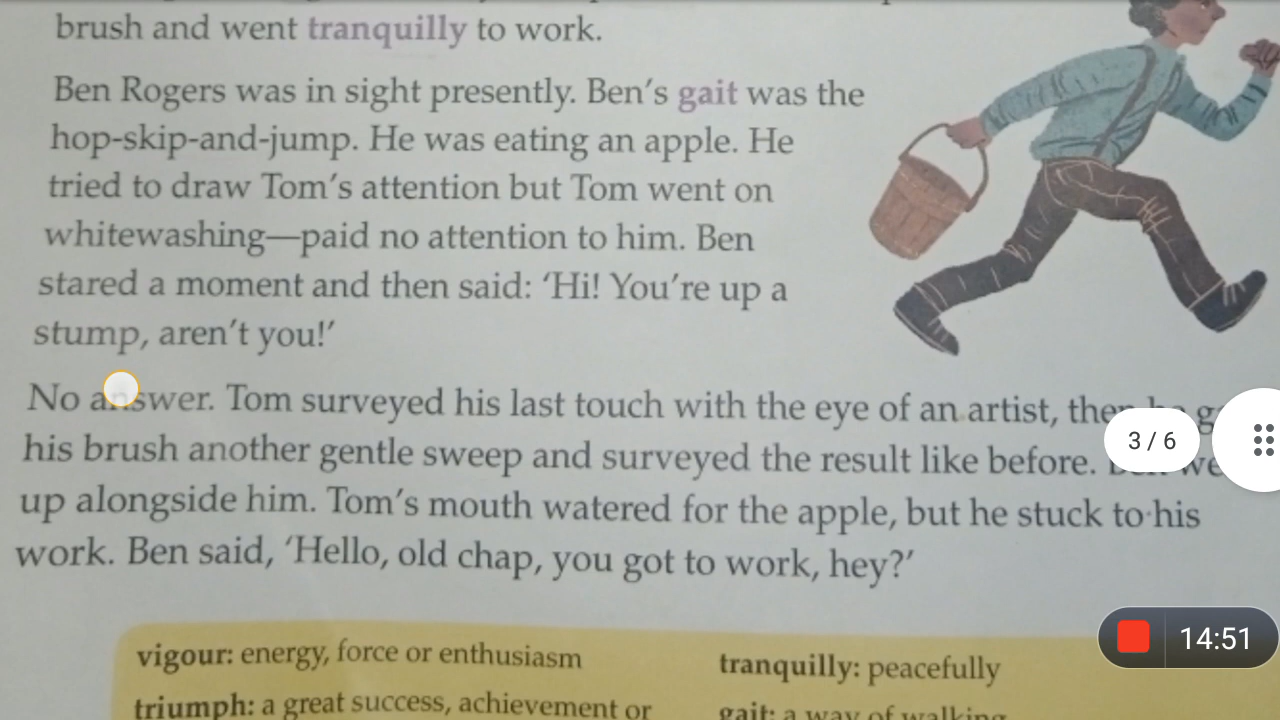 brush and went tranquilly to work.
Ben Rogers was in sight presently. Ben's gait was the
hop-skip-and-jump. He was eating an apple. He
tried to draw Tom's attention but Tom went on
whitewashing—paid no attention to him. Ben
stared a moment and then said: 'Hi! You're up a
stump, aren't you!'
No answer. Tom surveyed his last touch with the eye of an artist, then he
his brush another gentle sweep and surveyed the result like before. Ben
up alongside him. Tom's mouth watered for the apple, but he stuck to his
work. Ben said, 'Hello, old chap, you got to work, hey?'
3 / 6
14:51
vigour: energy, force or enthusiasm
tranquilly: peacefully
triumph: a great success, achievement or
gait: a way of walking